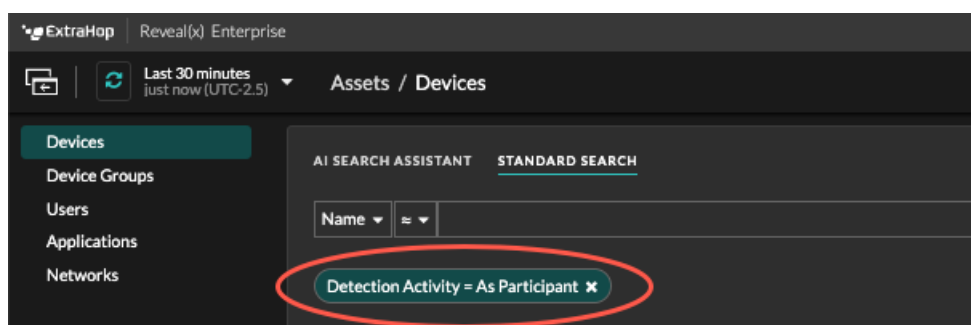 ExtraHop Reveal(x) Enterprise
Last 30 minutes
just now (UTC-2.5)
Assets / Devices
Devices
Device Groups
Users
Applications
Networks
AI SEARCH ASSISTANT STANDARD SEARCH
Name ≈
Detection Activity = As Participant ×